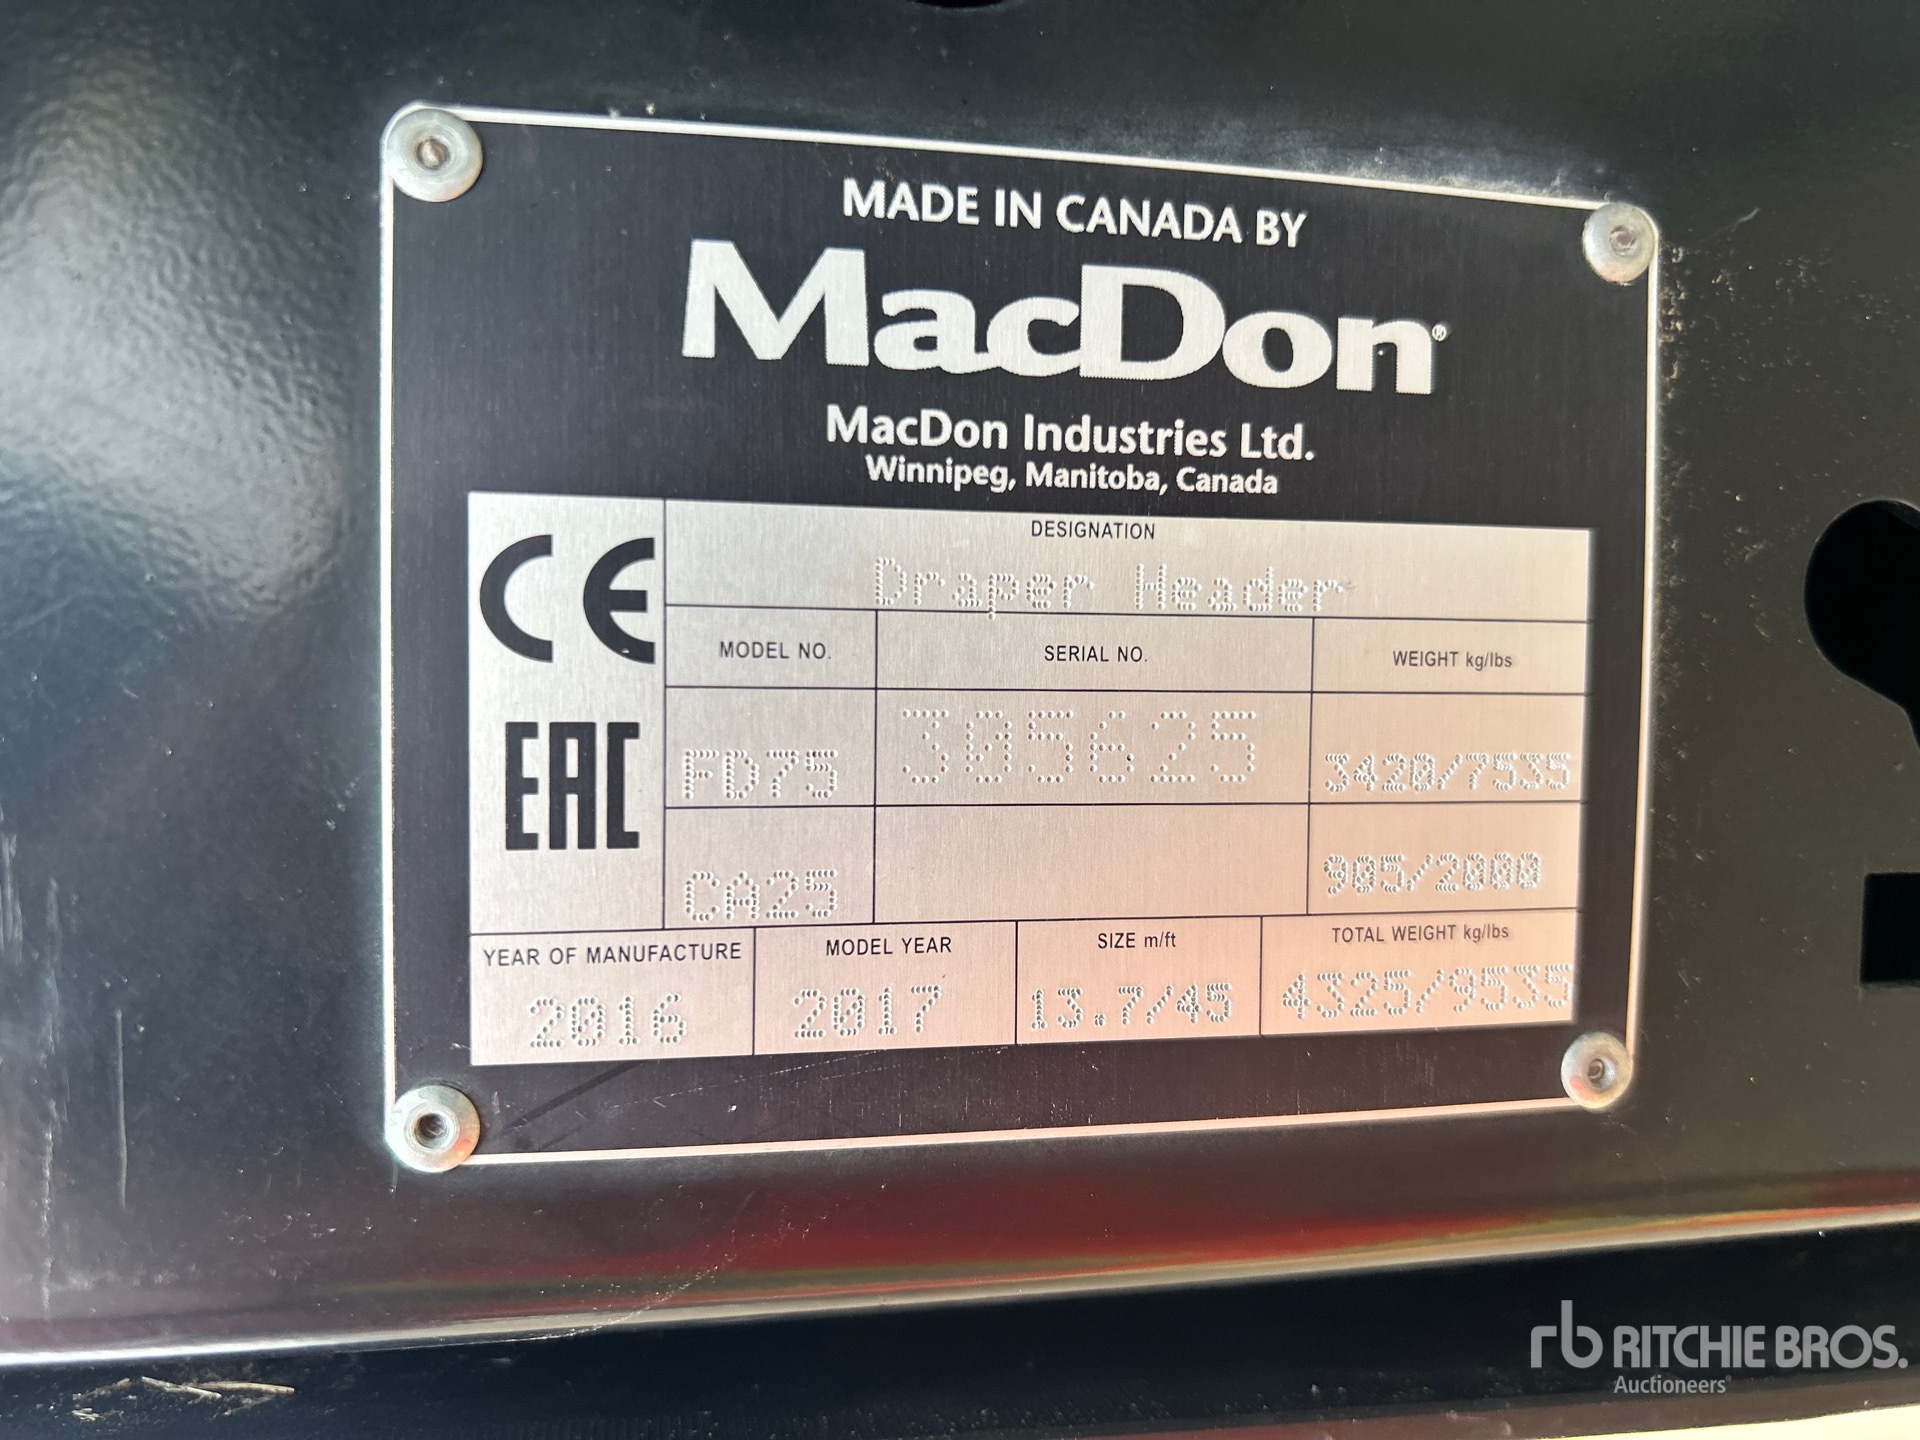 MADE IN CANADA BY
MacDon®
MacDon Industries Ltd.
Winnipeg, Manitoba, Canada
CE
EAC
DESIGNATION
Draper Header
MODEL NO. SERIAL NO. WEIGHT kg/lbs
FD75 305625 3420/7535
CA25 905/2000
YEAR OF MANUFACTURE MODEL YEAR SIZE m/ft TOTAL WEIGHT kg/lbs
2016 2017 13.7/45 4325/9535
rb RITCHIE BROS.
Auctioneers